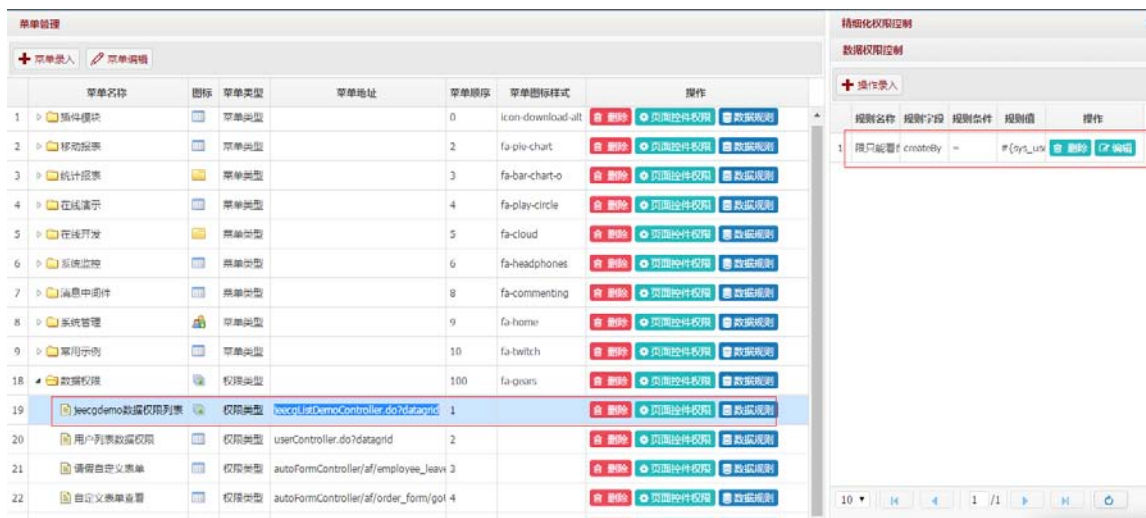 菜单管理
菜单录入 菜单编辑
菜单名称 图标 菜单类型 菜单地址 菜单顺序 菜单图标样式 操作
1 插件模块 菜单类型 0 icon-download-alt 删除 页面控件权限 数据规则
2 移动报表 菜单类型 2 fa-pie-chart 删除 页面控件权限 数据规则
3 统计报表 菜单类型 3 fa-bar-chart-o 删除 页面控件权限 数据规则
4 在线演示 菜单类型 4 fa-play-circle 删除 页面控件权限 数据规则
5 在线开发 菜单类型 5 fa-cloud 删除 页面控件权限 数据规则
6 系统监控 菜单类型 6 fa-headphones 删除 页面控件权限 数据规则
7 消息中间件 菜单类型 8 fa-commenting 删除 页面控件权限 数据规则
8 系统管理 菜单类型 9 fa-home 删除 页面控件权限 数据规则
9 常用示例 菜单类型 10 fa-twitch 删除 页面控件权限 数据规则
18 数据权限 权限类型 100 fa-gears 删除 页面控件权限 数据规则
19 jeecgdemo数据权限列表 权限类型 jeecgListDemoController.do?datagrid 1 删除 页面控件权限 数据规则
20 用户列表数据权限 权限类型 userController.do?datagrid 2 删除 页面控件权限 数据规则
21 请假自定义表单 权限类型 autoFormController/af/employee_leave 3 删除 页面控件权限 数据规则
22 自定义表单查看 权限类型 autoFormController/af/order_form/go 4 删除 页面控件权限 数据规则
精细化权限控制
数据权限控制
操作录入
规则名称 规则字段 规则条件 规则值 操作
1 限只能看 createBy = #{sys_us 删除 编辑
10 1 /1